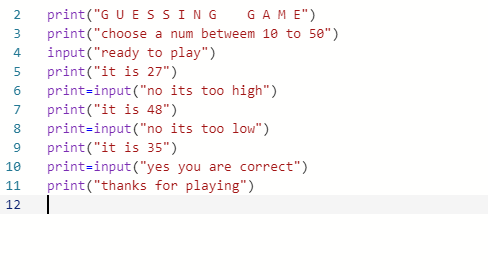 2 print("G U E S S I N G    G A M E")
3 print("choose a num betweem 10 to 50")
4 input("ready to play")
5 print("it is 27")
6 print=input("no its too high")
7 print("it is 48")
8 print=input("no its too low")
9 print("it is 35")
10 print=input("yes you are correct")
11 print("thanks for playing")
12